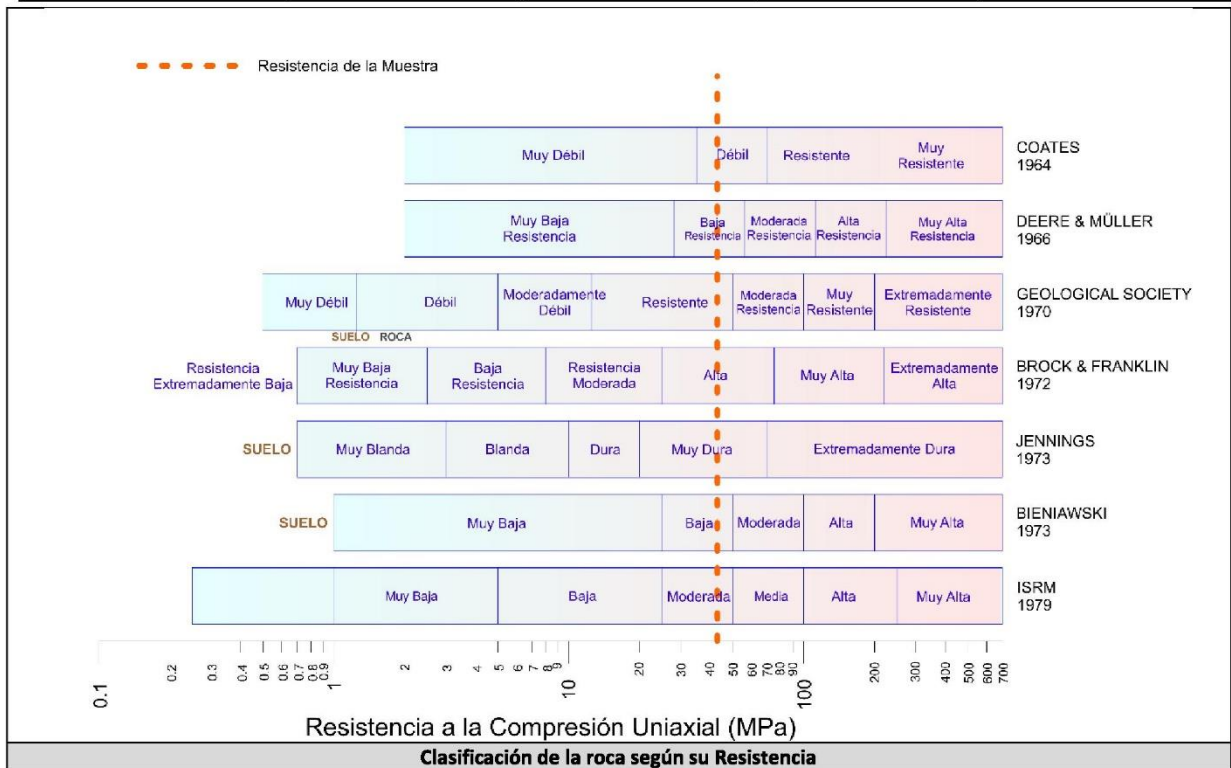 Resistencia de la Muestra
Muy Débil
Débil
Resistente
Muy
Resistente
COATES
1964
Muy Baja
Resistencia
Baja
Resistencia
Moderada
Resistencia
Alta
Resistencia
Muy Alta
Resistencia
DEERE & MÜLLER
1966
Muy Débil
Débil
Moderadamente
Débil
Resistente
Moderada
Resistencia
Muy
Resistente
Extremadamente
Resistente
GEOLOGICAL SOCIETY
1970
SUELO ROCA
Resistencia
Extremadamente Baja
Muy Baja
Resistencia
Baja
Resistencia
Resistencia
Moderada
Alta
Muy Alta
Extremadamente
Alta
BROCK & FRANKLIN
1972
SUELO
Muy Blanda
Blanda
Dura
Muy Dura
Extremadamente Dura
JENNINGS
1973
SUELO
Muy Baja
Baja
Moderada
Alta
Muy Alta
BIENIAWSKI
1973
Muy Baja
Baja
Moderada
Media
Alta
Muy Alta
ISRM
1979
0.1 0.2 0.3 0.4 0.5 0.6 0.7 0.8 0.9 1 2 3 4 5 6 7 8 9 10 20 30 40 50 60 70 80 90 100 200 300 400 500 600 700
Resistencia a la Compresión Uniaxial (MPa)
Clasificación de la roca según su Resistencia